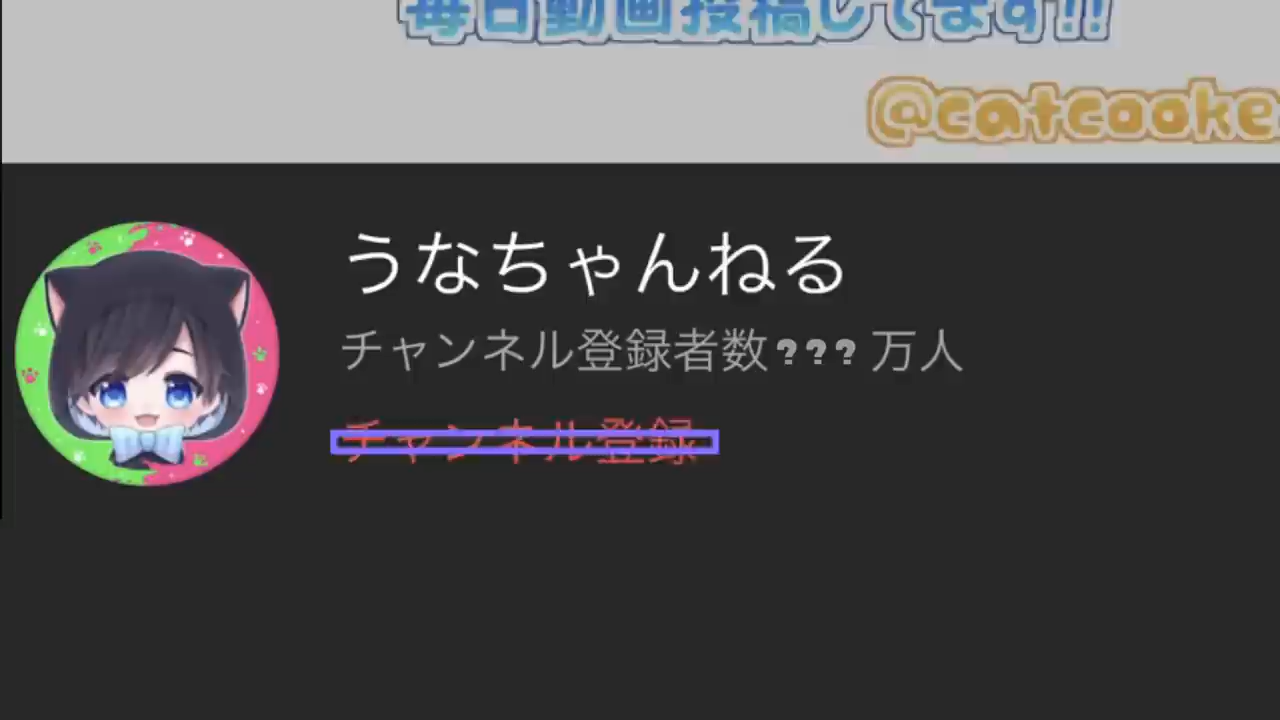 毎日動画投稿してます!!
@catcooke
うなちゃんねる
チャンネル登録者数??? 万人
チャンネル登録